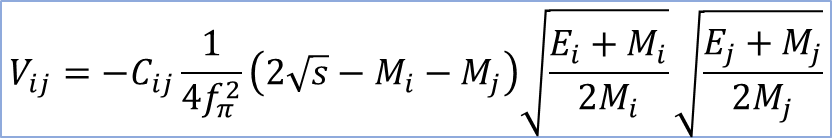 $V_{ij} = -C_{ij} \frac{1}{4f_{\pi}^{2}} (2\sqrt{s} - M_i - M_j) \sqrt{\frac{E_i + M_i}{2M_i}} \sqrt{\frac{E_j + M_j}{2M_j}}$